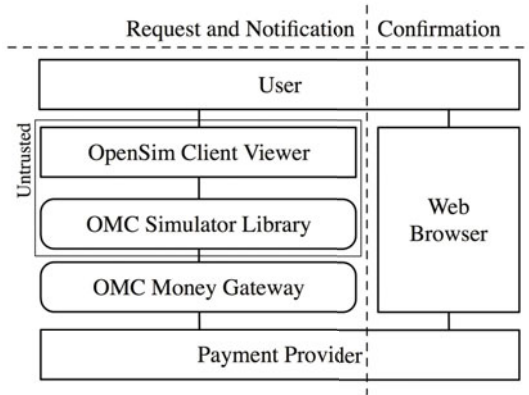 Request and Notification
Confirmation
User
Untrusted
OpenSim Client Viewer
OMC Simulator Library
OMC Money Gateway
Web
Browser
Payment Provider